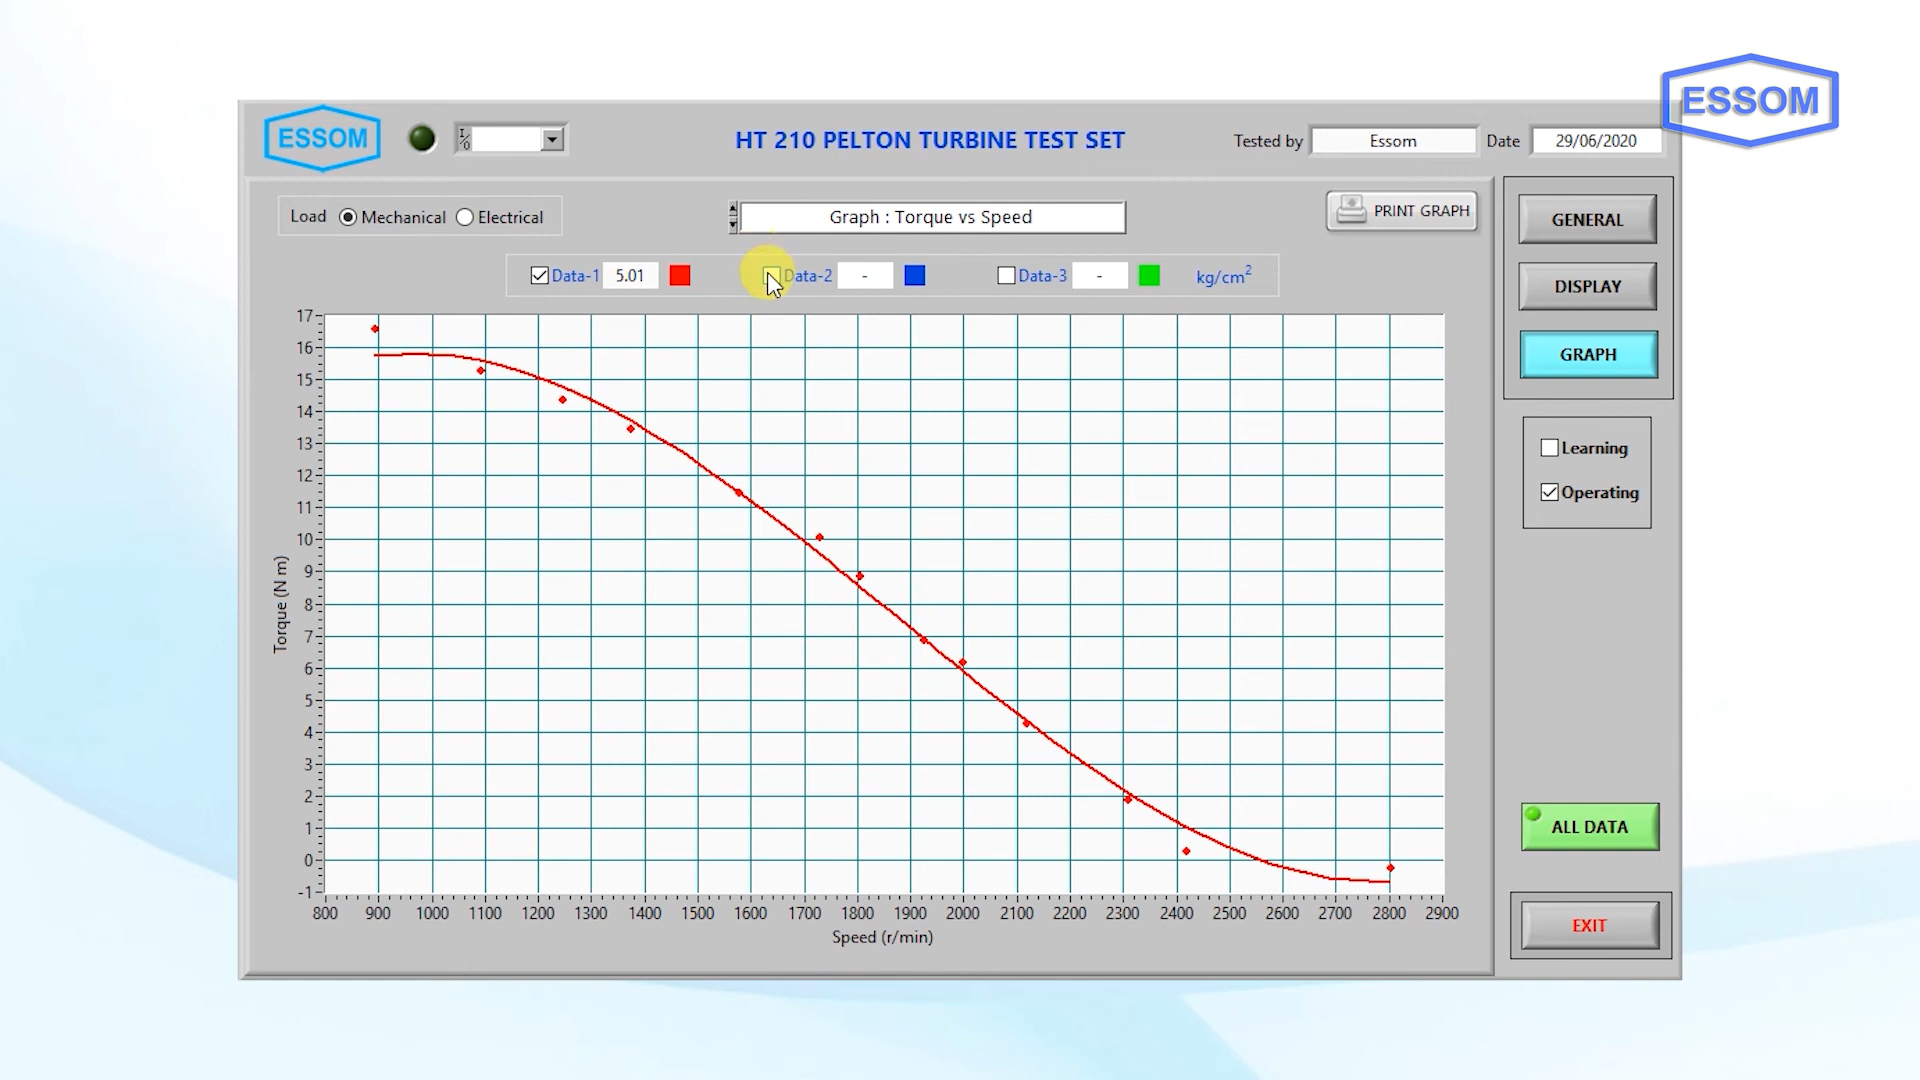 ESSOM
ESSOM
I/O
HT 210 PELTON TURBINE TEST SET
Tested by Essom Date 29/06/2020
Load Mechanical Electrical
Graph : Torque vs Speed
PRINT GRAPH
Data-1 5.01 Data-2 - Data-3 - kg/cm²
GENERAL
DISPLAY
GRAPH
Learning
Operating
ALL DATA
EXIT
Torque (N m)
17
16
15
14
13
12
11
10
9
8
7
6
5
4
3
2
1
0
-1
800 900 1000 1100 1200 1300 1400 1500 1600 1700 1800 1900 2000 2100 2200 2300 2400 2500 2600 2700 2800 2900
Speed (r/min)